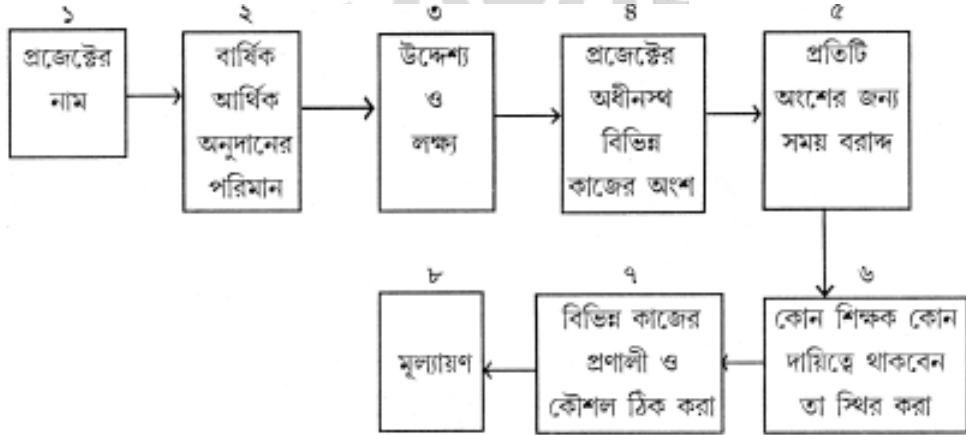 ১
প্রজেক্টের
নাম
২
বার্ষিক
আর্থিক
অনুদানের
পরিমান
৩
উদ্দেশ্য
ও
লক্ষ্য
৪
প্রজেক্টের
অধীনস্থ
বিভিন্ন
কাজের অংশ
৫
প্রতিটি
অংশের জন্য
সময় বরাদ্দ
৬
কোন শিক্ষক কোন
দায়িত্বে থাকবেন
তা স্থির করা
৭
বিভিন্ন কাজের
প্রণালী ও
কৌশল ঠিক করা
৮
মূল্যায়ণ